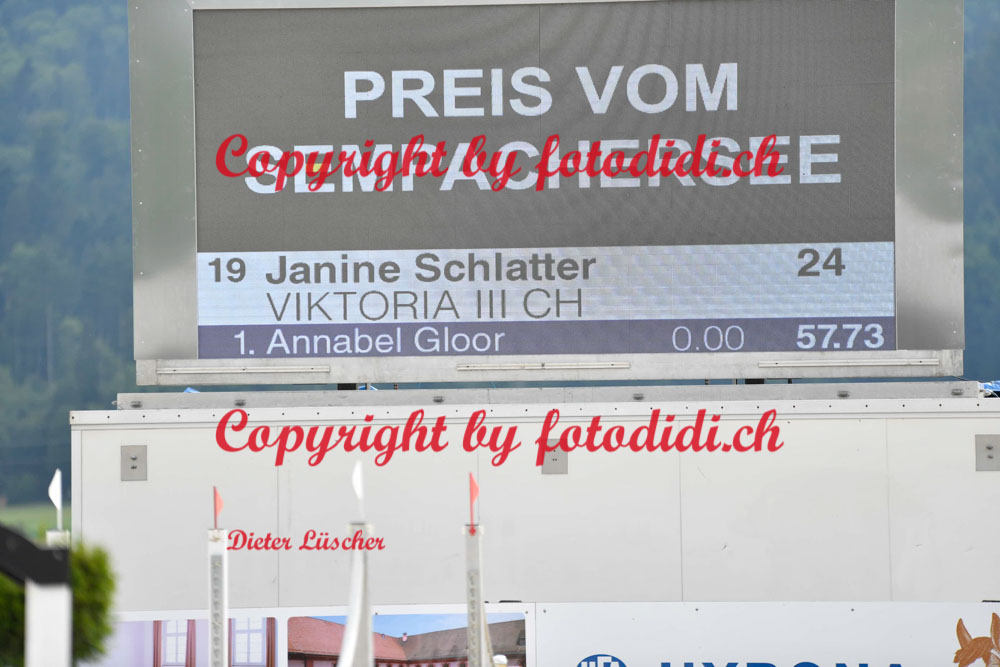 PREIS VOM
SEMPACHERSEE
Copyright by fotodidi.ch
19 Janine Schlatter 24
VIKTORIA III CH
1. Annabel Gloor 0.00 57.73
Copyright by fotodidi.ch
Dieter Lüscher